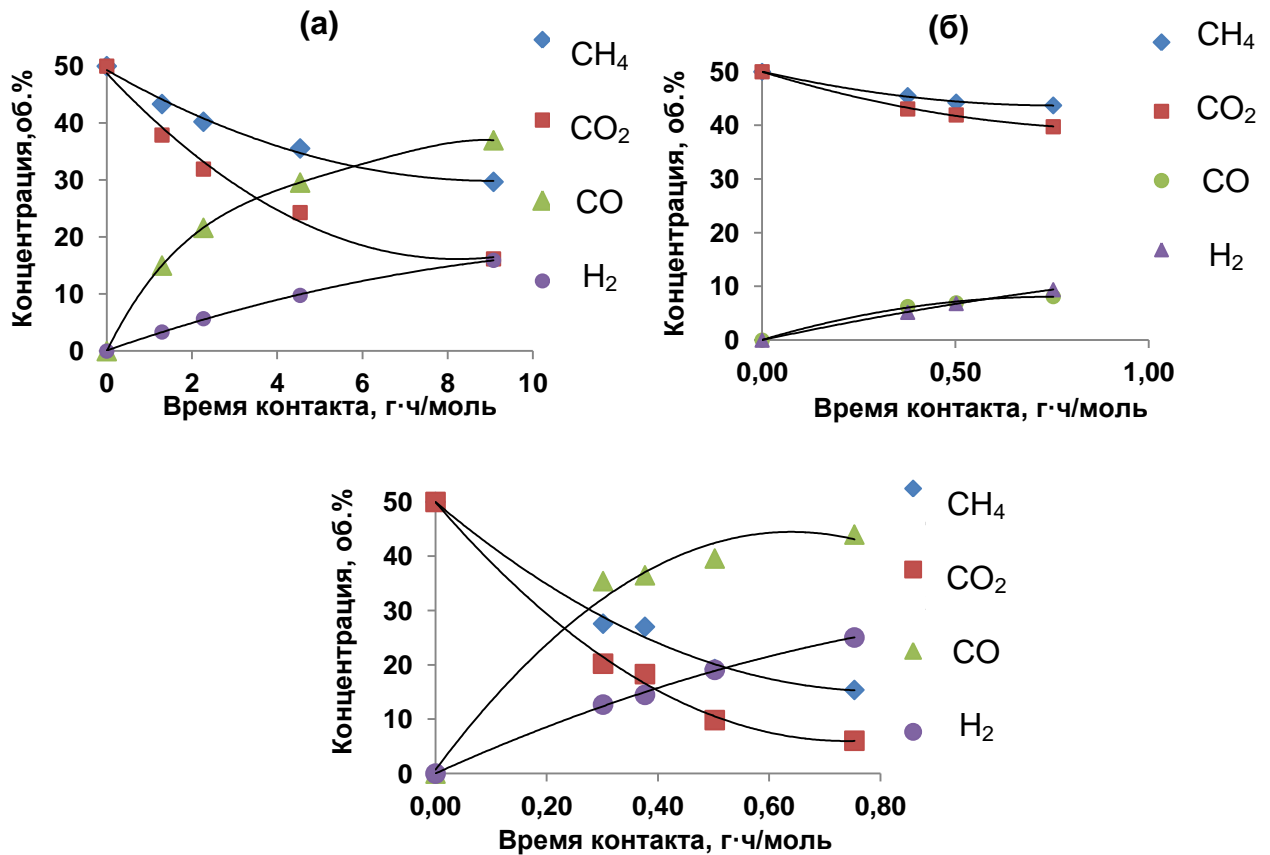 (а)
Концентрация,об.%
50
40
30
20
10
0
0 2 4 6 8 10
Время контакта, г·ч/моль
CH₄
CO₂
CO
H₂
(б)
Концентрация, об.%
50
40
30
20
10
0
0,00 0,50 1,00
Время контакта, г·ч/моль
CH₄
CO₂
CO
H₂
Концентрация, об.%
50
40
30
20
10
0
0,00 0,20 0,40 0,60 0,80
Время контакта, г·ч/моль
CH₄
CO₂
CO
H₂